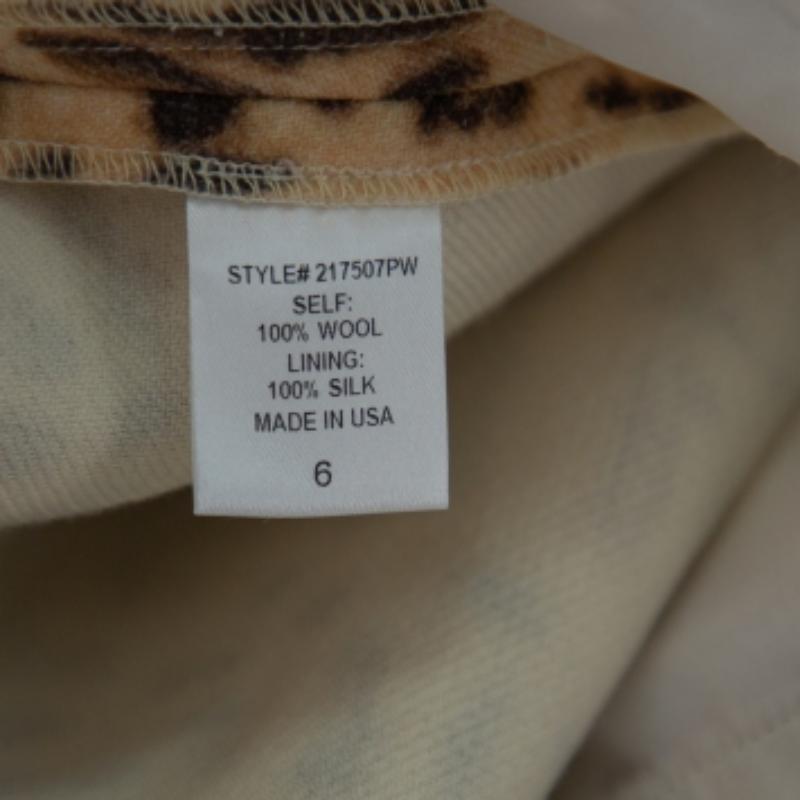 STYLE# 217507PW
SELF:
100% WOOL
LINING:
100% SILK
MADE IN USA
6